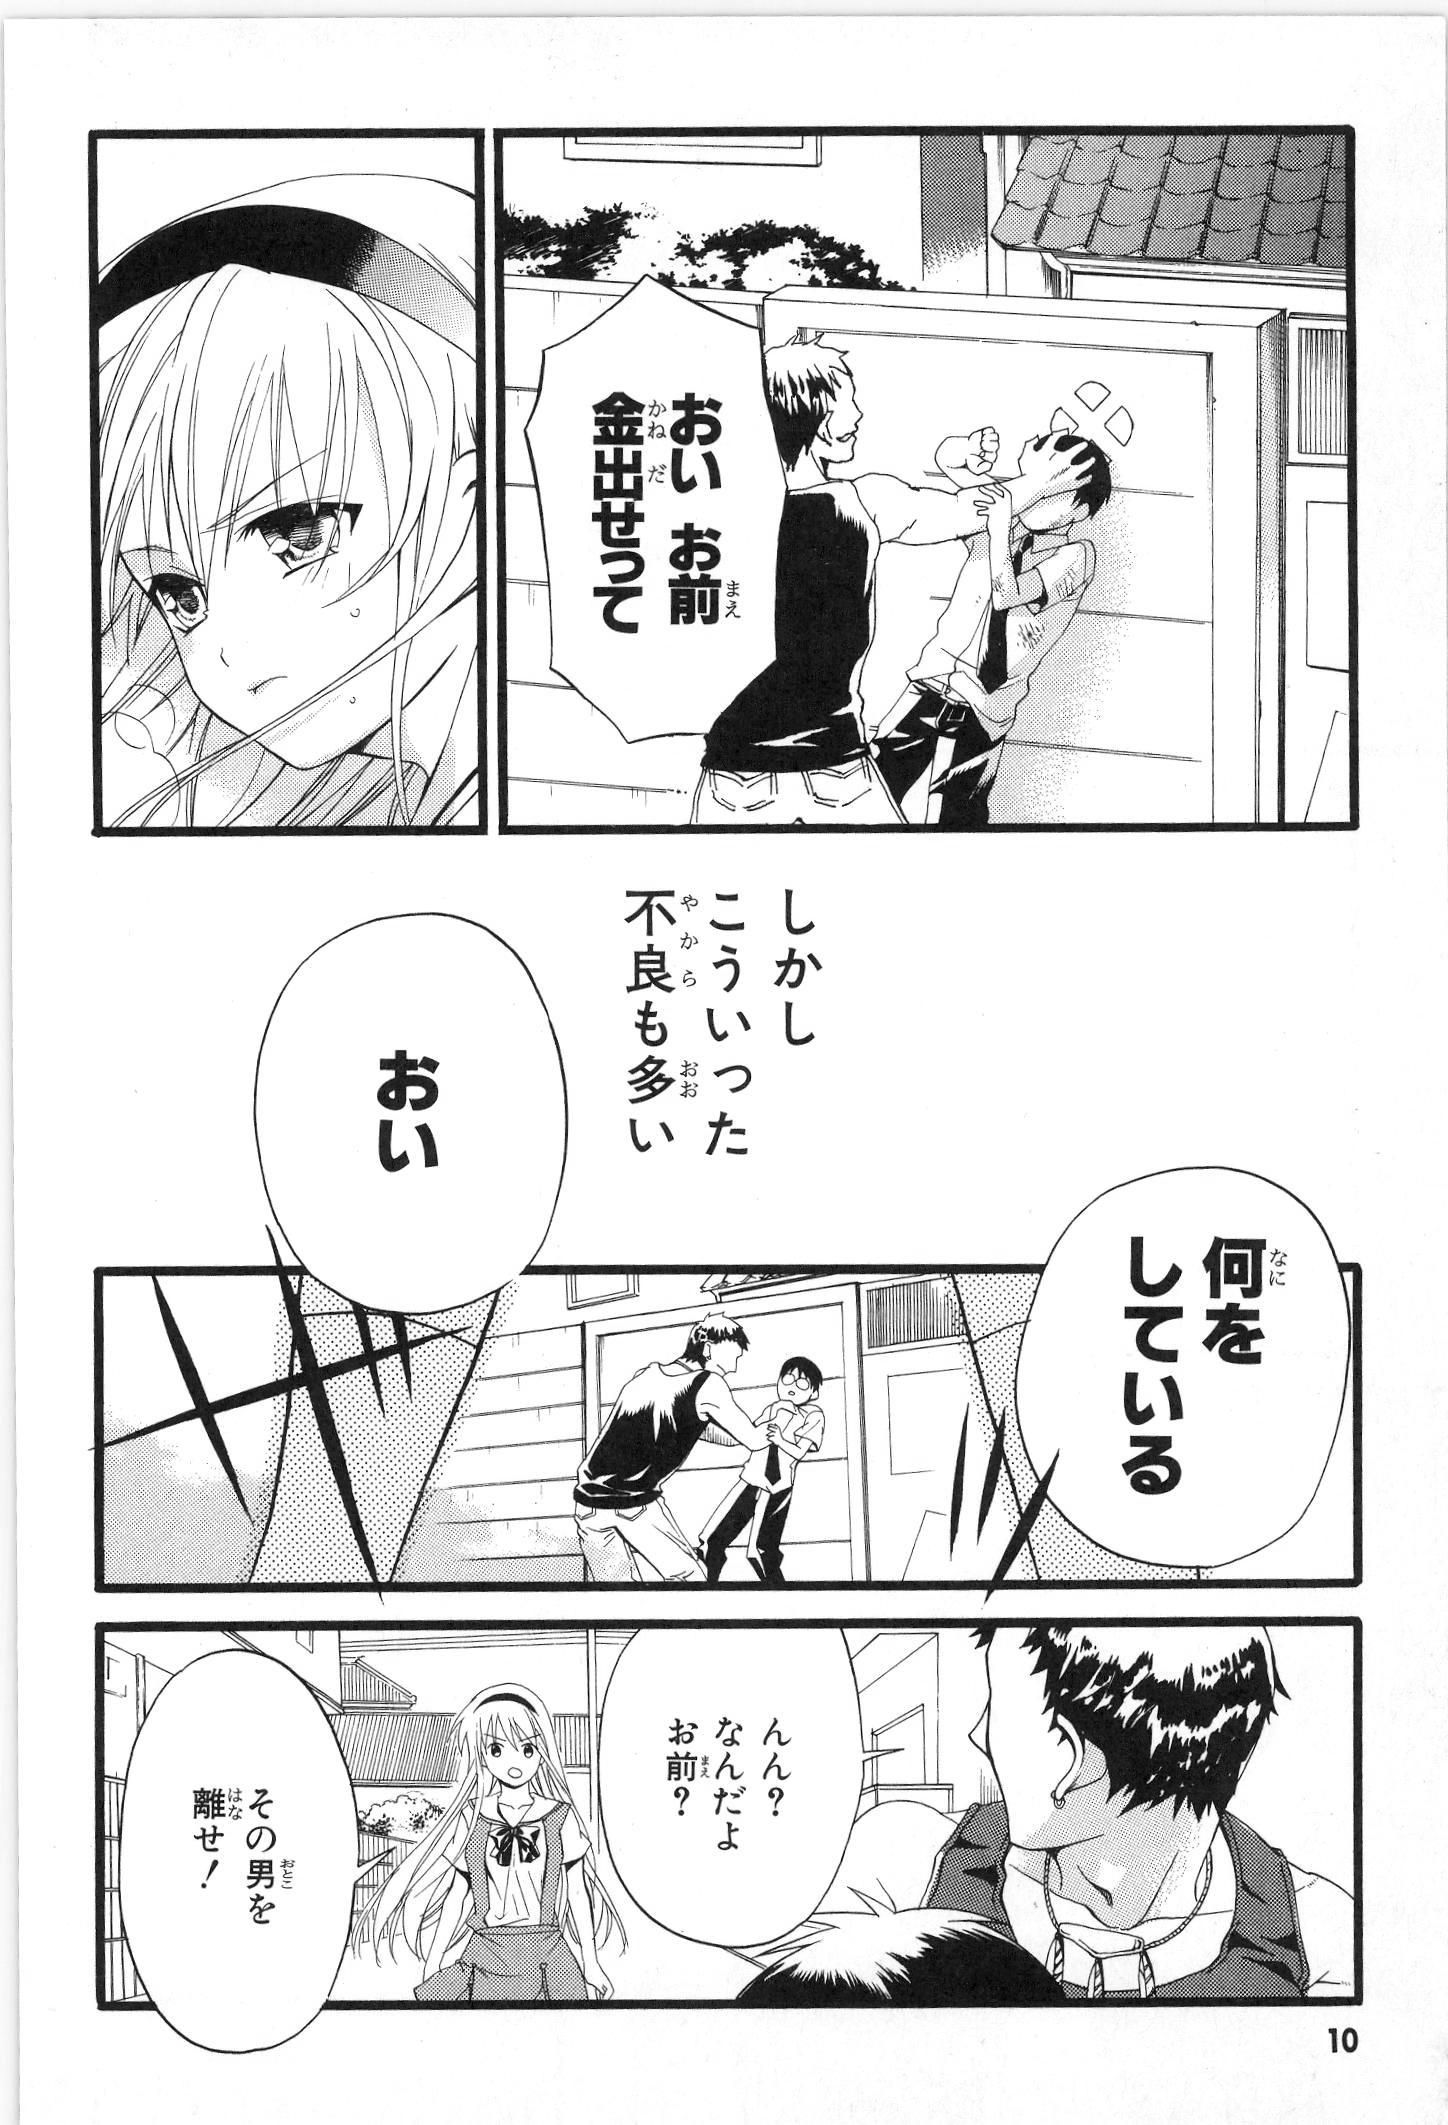 おい お前
金出せって
しかし
こういった
不良も多い
何を
している
おい
んん？
なんだよ
お前？
その男を
離せ！
10